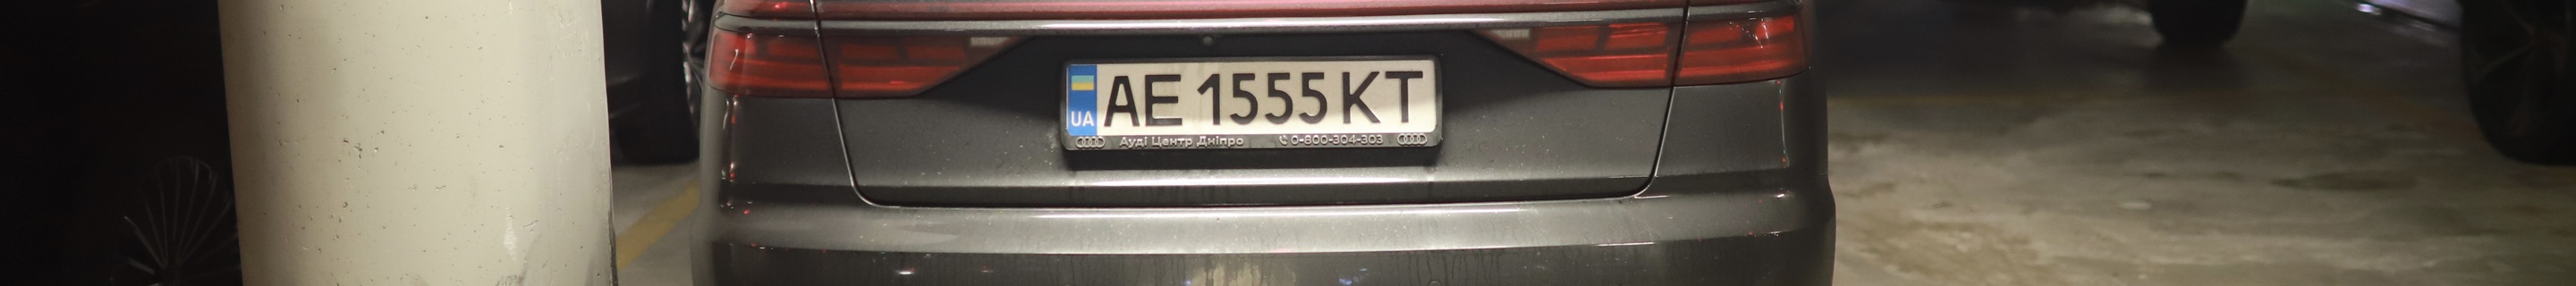 UA AE 1555 KT
Ауді Центр Дніпро 0-800-304-303